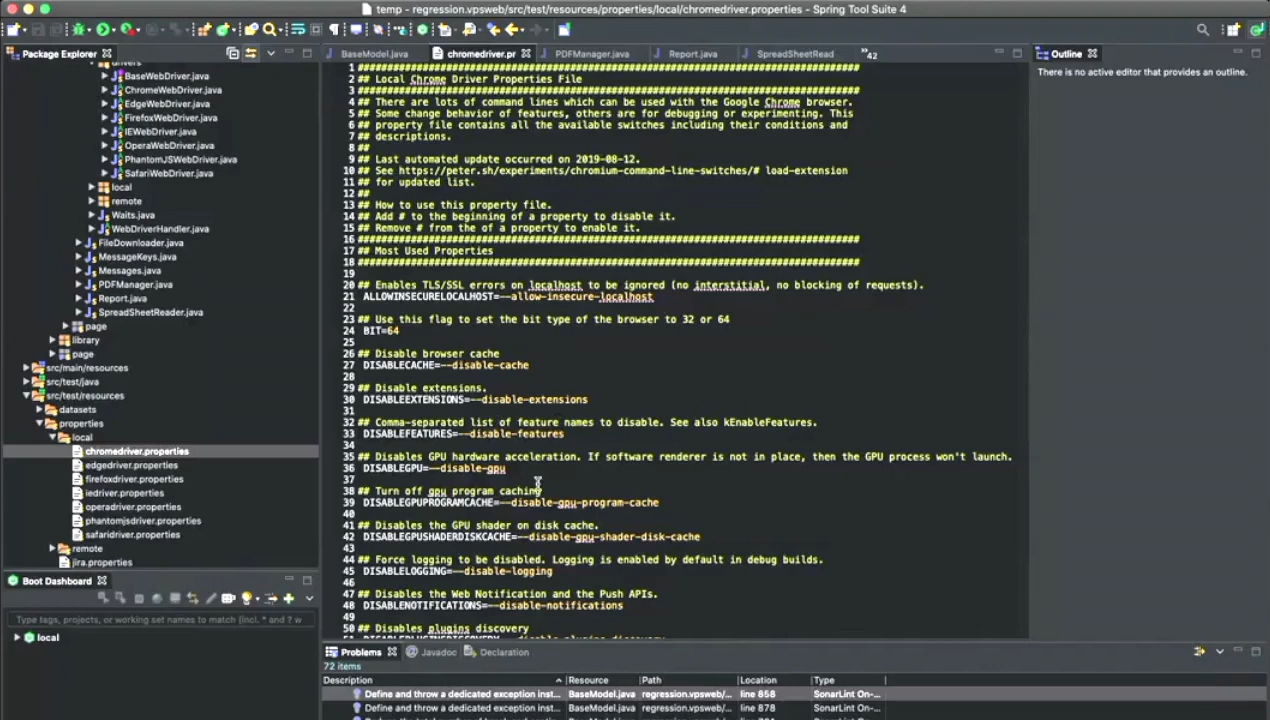 temp - regression.vpsweb/src/test/resources/properties/local/chromedriver.properties - Spring Tool Suite 4
Package Explorer
BaseModel.java
chromedriver.pr
PDFManager.java
Report.java
SpreadSheetRead
42
Outline
There is no active editor that provides an outline.
drivers
BaseWebDriver.java
ChromeWebDriver.java
EdgeWebDriver.java
FirefoxWebDriver.java
IEWebDriver.java
OperaWebDriver.java
PhantomJSWebDriver.java
SafariWebDriver.java
local
remote
Waits.java
WebDriverHandler.java
FileDownloader.java
MessageKeys.java
Messages.java
PDFManager.java
Report.java
SpreadSheetReader.java
page
library
page
src/main/resources
src/test/java
src/test/resources
datasets
properties
local
chromedriver.properties
edgedriver.properties
firefoxdriver.properties
iedriver.properties
operadriver.properties
phantomjsdriver.properties
safaridriver.properties
remote
jira.properties
1 ####################################################################################
2 ## Local Chrome Driver Properties File
3 ####################################################################################
4 ## There are lots of command lines which can be used with the Google Chrome browser.
5 ## Some change behavior of features, others are for debugging or experimenting. This
6 ## property file contains all the available switches including their conditions and
7 ## descriptions.
8 ##
9 ## Last automated update occurred on 2019-08-12.
10 ## See https://peter.sh/experiments/chromium-command-line-switches/# load-extension
11 ## for updated list.
12 ##
13 ## How to use this property file.
14 ## Add # to the beginning of a property to disable it.
15 ## Remove # from the of a property to enable it.
16 ####################################################################################
17 ## Most Used Properties
18 ####################################################################################
19
20 ## Enables TLS/SSL errors on localhost to be ignored (no interstitial, no blocking of requests).
21 ALLOWINSECURELOCALHOST=--allow-insecure-localhost
22
23 ## Use this flag to set the bit type of the browser to 32 or 64
24 BIT=64
25
26 ## Disable browser cache
27 DISABLECACHE=--disable-cache
28
29 ## Disable extensions.
30 DISABLEEXTENSIONS=--disable-extensions
31
32 ## Comma-separated list of feature names to disable. See also kEnableFeatures.
33 DISABLEFEATURES=--disable-features
34
35 ## Disables GPU hardware acceleration. If software renderer is not in place, then the GPU process won't launch.
36 DISABLEGPU=--disable-gpu
37
38 ## Turn off gpu program caching
39 DISABLEGPUPROGRAMCACHE=--disable-gpu-program-cache
40
41 ## Disables the GPU shader on disk cache.
42 DISABLEGPUSHADERDISKCACHE=--disable-gpu-shader-disk-cache
43
44 ## Force logging to be disabled. Logging is enabled by default in debug builds.
45 DISABLELOGGING=--disable-logging
46
47 ## Disables the Web Notification and the Push APIs.
48 DISABLENOTIFICATIONS=--disable-notifications
49
50 ## Disables plugins discovery
51 DISABLEPLUGINSDISCOVERY=--disable-plugins-discovery
Boot Dashboard
Type tags, projects, or working set names to match (incl. * and ? w
local
Problems
Javadoc
Declaration
72 items
Description Resource Path Location Type
Define and throw a dedicated exception inst... BaseModel.java regression.vpsweb/... line 858 SonarLint On-...
Define and throw a dedicated exception inst... BaseModel.java regression.vpsweb/... line 878 SonarLint On-...